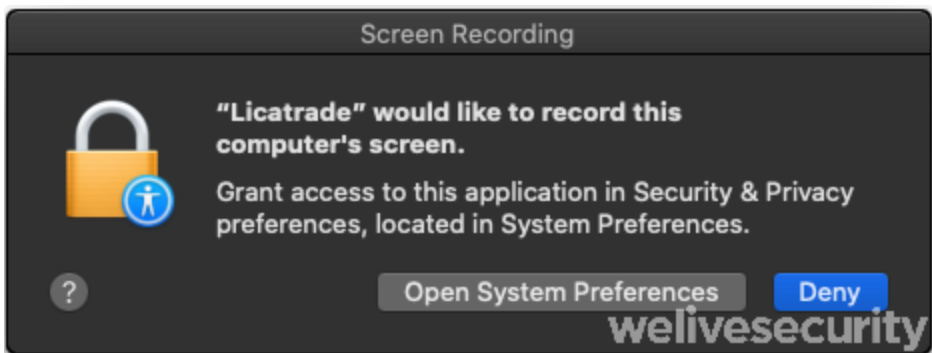 Screen Recording
“Licatrade” would like to record this
computer's screen.
Grant access to this application in Security & Privacy
preferences, located in System Preferences.
?
Open System Preferences
Deny
welivesecurity